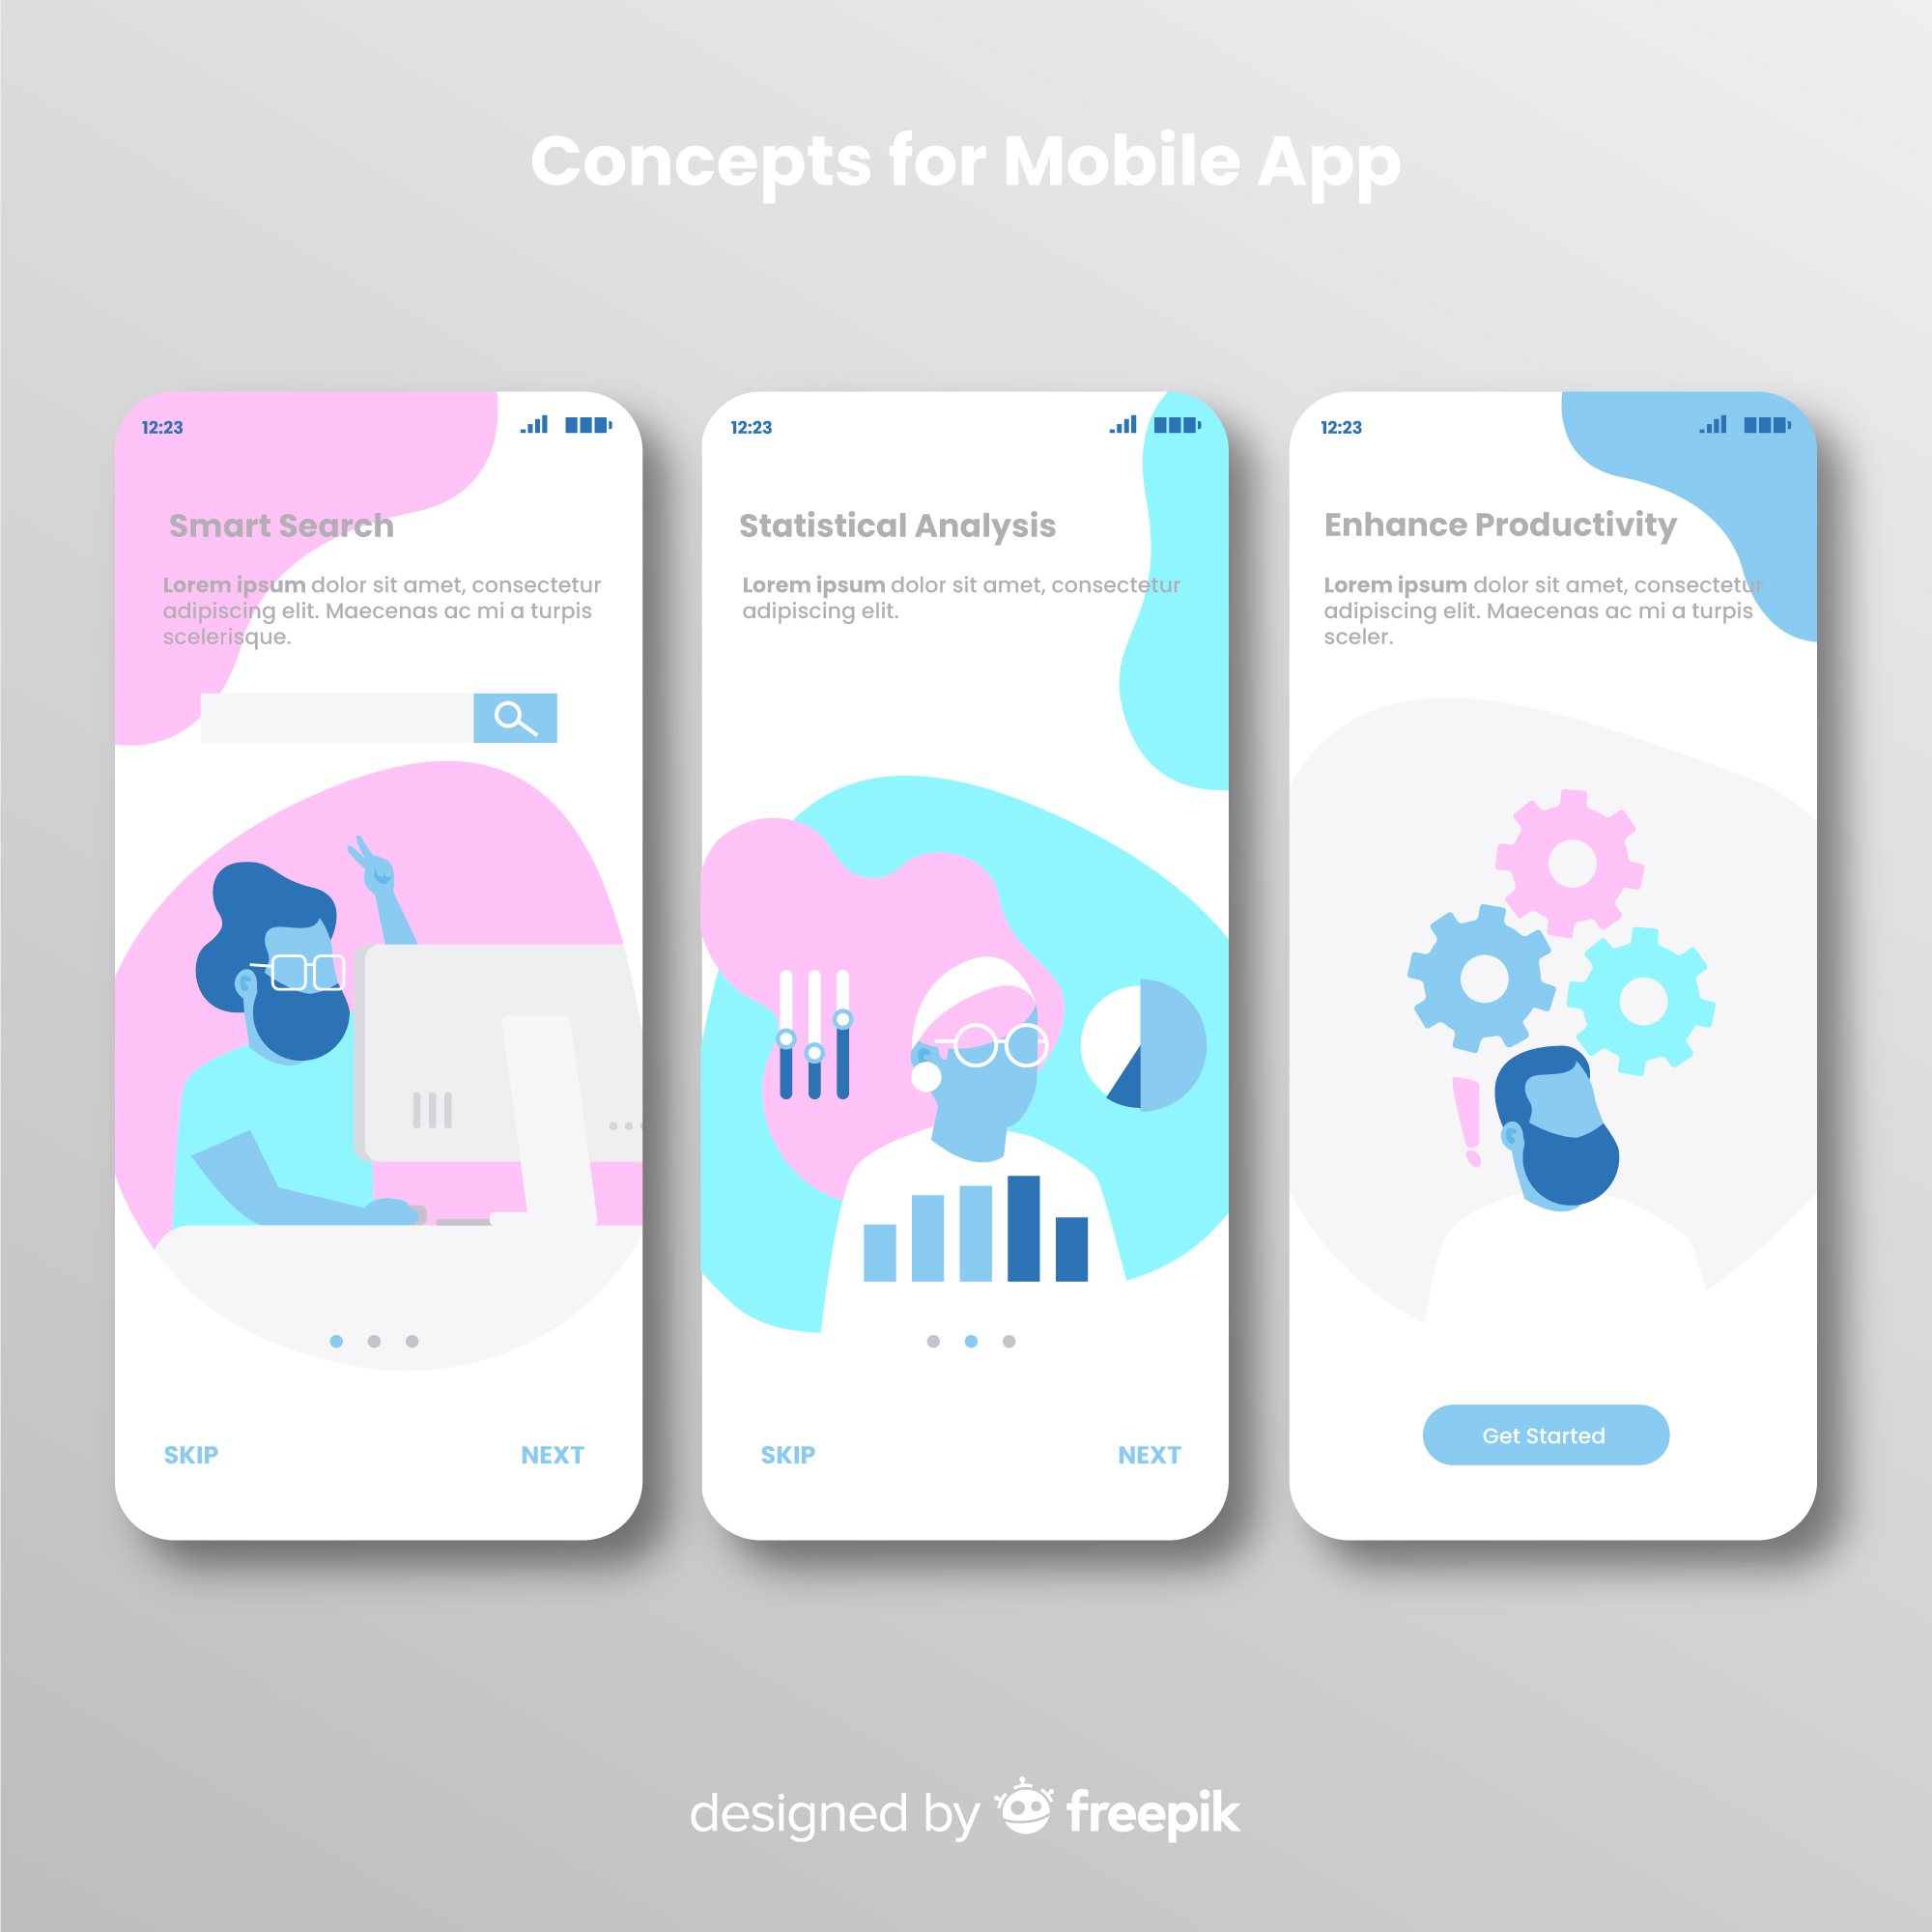 Concepts for Mobile App
12:23
Smart Search
Lorem ipsum dolor sit amet, consectetur
adipiscing elit. Maecenas ac mi a turpis
scelerisque.
SKIP NEXT
12:23
Statistical Analysis
Lorem ipsum dolor sit amet, consectetur
adipiscing elit.
SKIP NEXT
12:23
Enhance Productivity
Lorem ipsum dolor sit amet, consectetur
adipiscing elit. Maecenas ac mi a turpis
sceler.
Get Started
designed by freepik